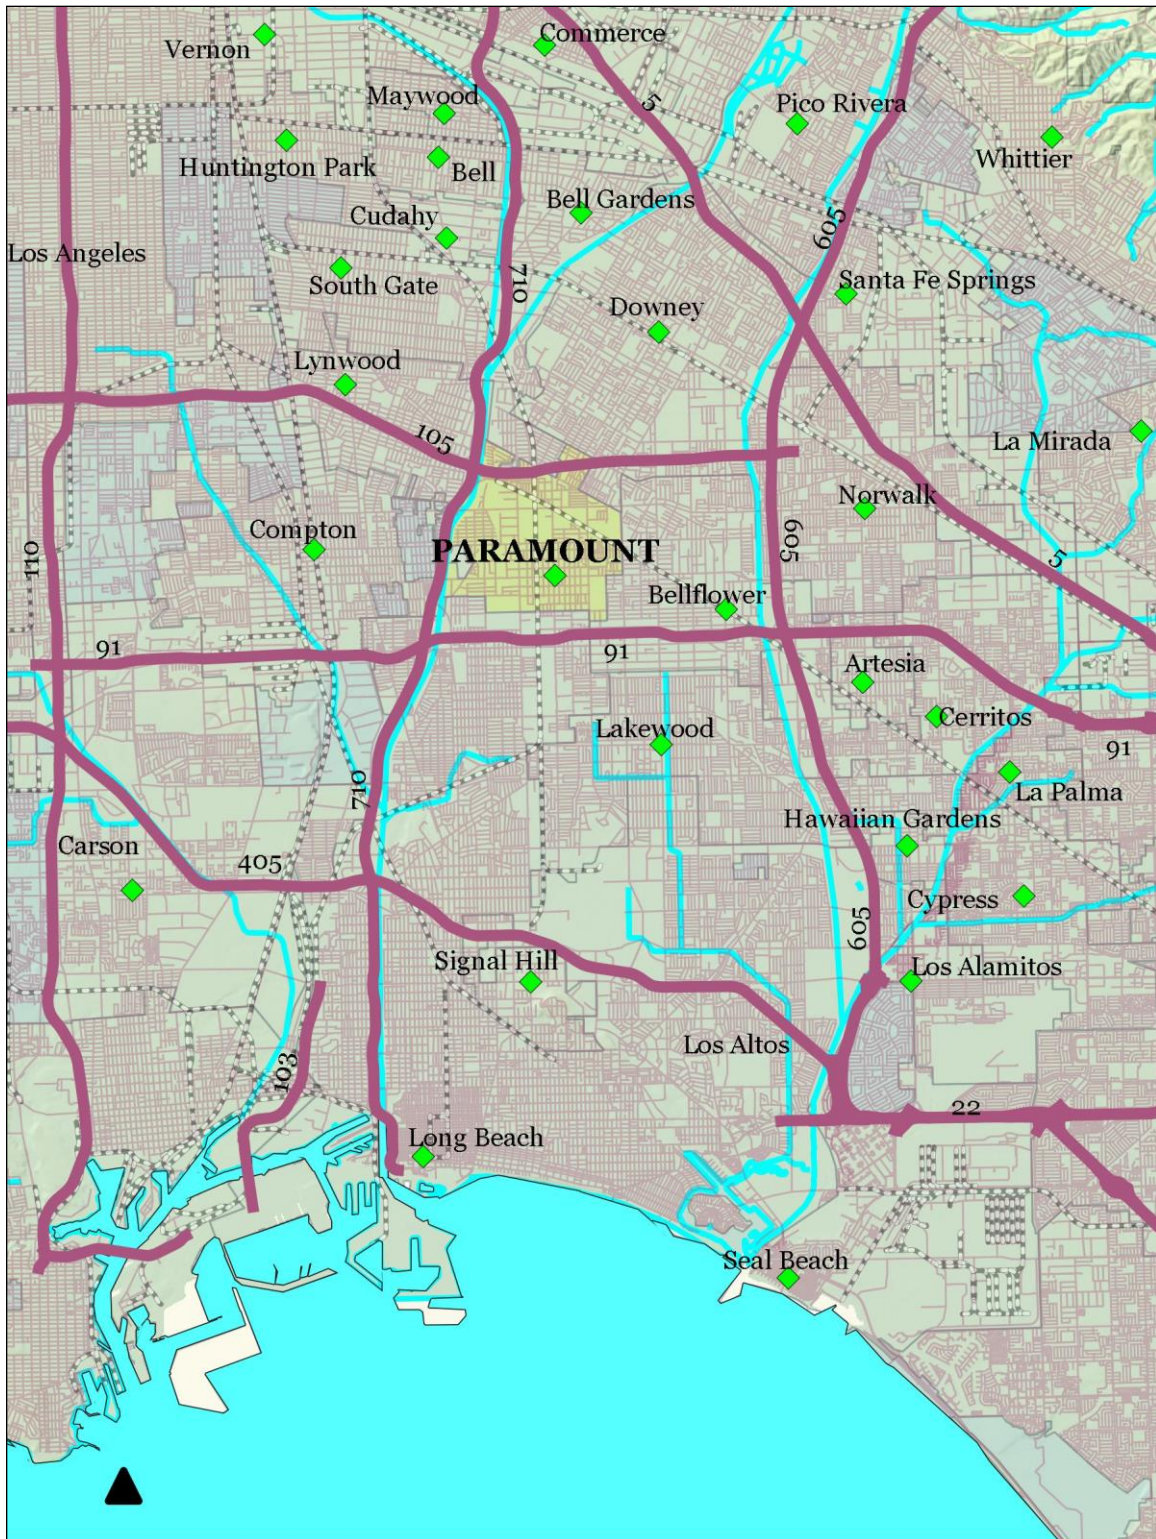 Commerce
Vernon
Maywood
5
Pico Rivera
Huntington Park
Bell
Whittier
Bell Gardens
Cudahy
605
Los Angeles
South Gate
710
Santa Fe Springs
Downey
Lynwood
105
La Mirada
Norwalk
Compton
110
PARAMOUNT
605
5
Bellflower
91
91
Artesia
Cerritos
Lakewood
91
710
La Palma
Hawaiian Gardens
Carson
405
Cypress
605
Signal Hill
Los Alamitos
Los Altos
103
22
Long Beach
Seal Beach